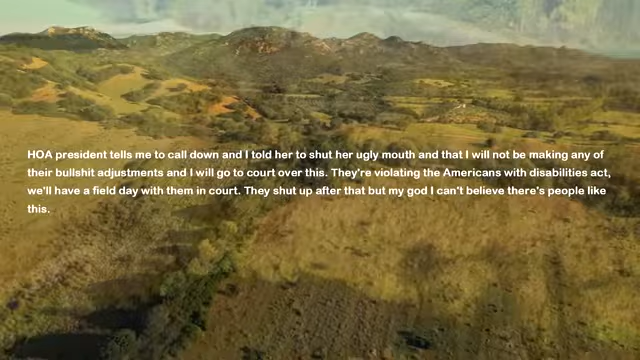 HOA president tells me to call down and I told her to shut her ugly mouth and that I will not be making any of
their bullshit adjustments and I will go to court over this. They're violating the Americans with disabilities act,
we'll have a field day with them in court. They shut up after that but my god I can't believe there's people like
this.